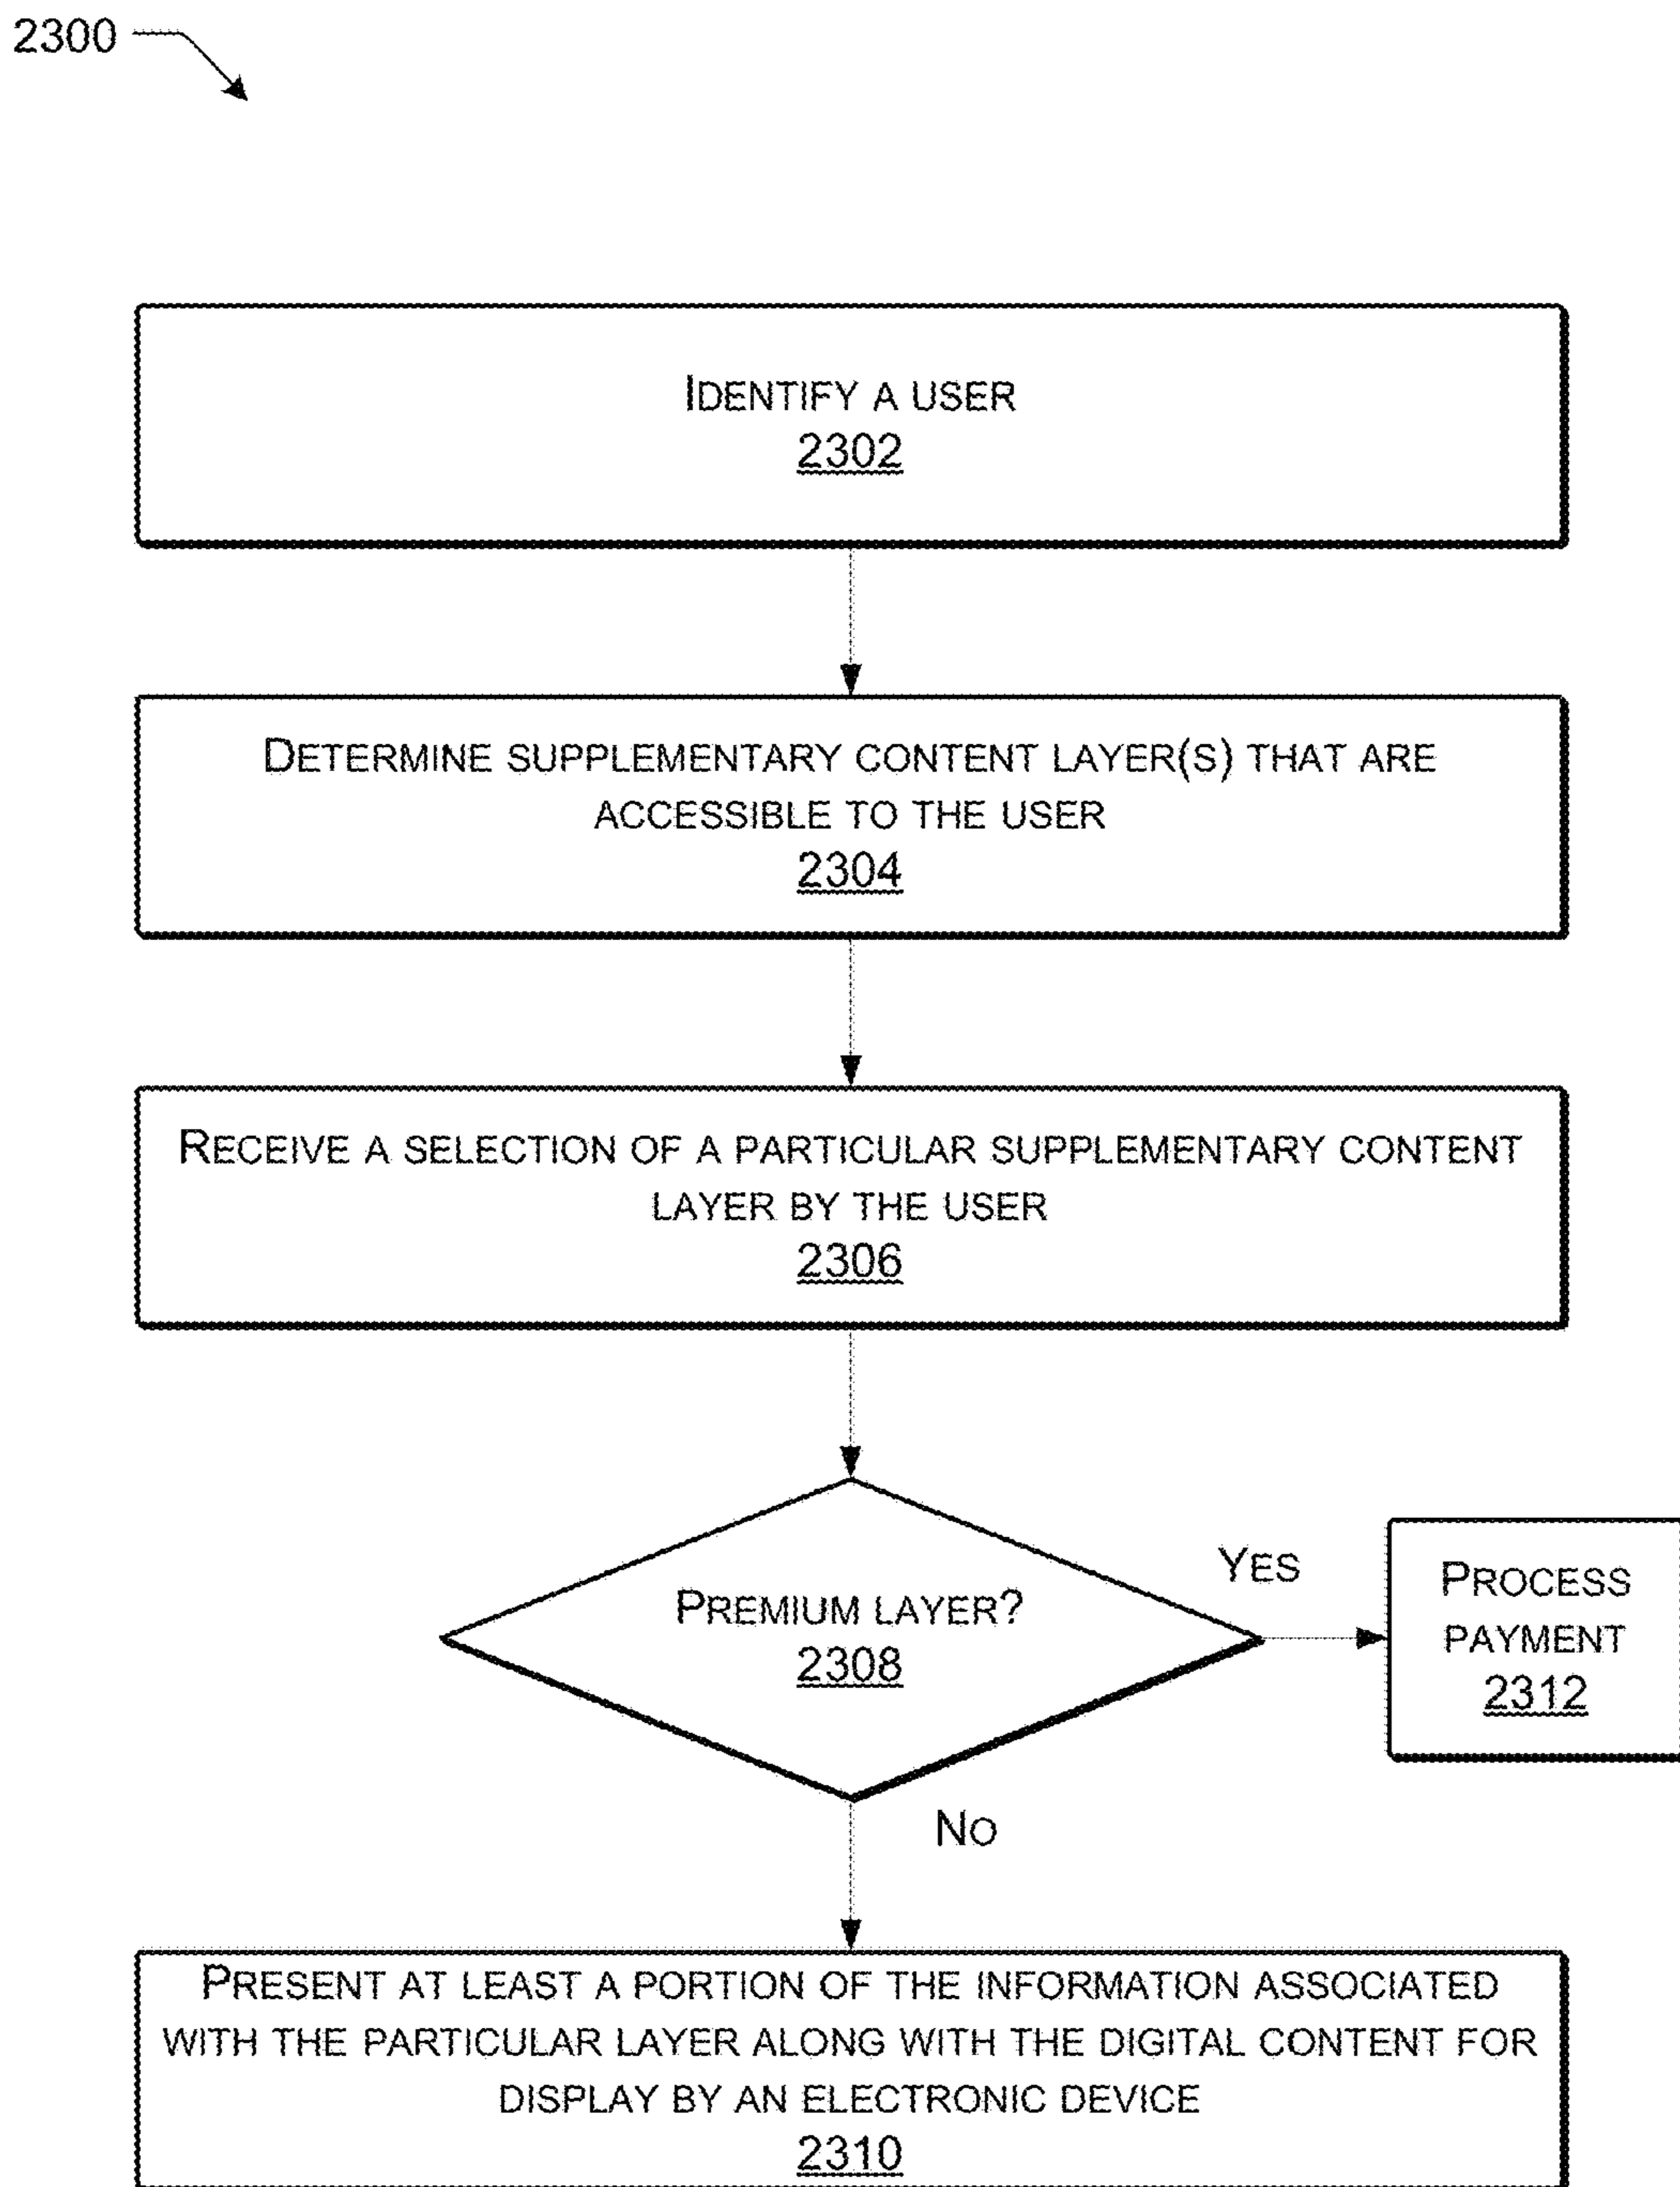 2300
IDENTIFY A USER
2302
DETERMINE SUPPLEMENTARY CONTENT LAYER(S) THAT ARE
ACCESSIBLE TO THE USER
2304
RECEIVE A SELECTION OF A PARTICULAR SUPPLEMENTARY CONTENT
LAYER BY THE USER
2306
PREMIUM LAYER?
2308
YES
PROCESS
PAYMENT
2312
NO
PRESENT AT LEAST A PORTION OF THE INFORMATION ASSOCIATED
WITH THE PARTICULAR LAYER ALONG WITH THE DIGITAL CONTENT FOR
DISPLAY BY AN ELECTRONIC DEVICE
2310